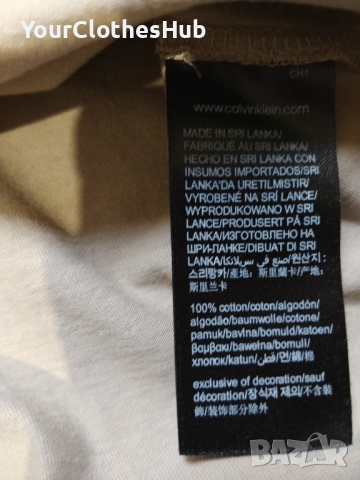 YourClothesHub
CH1
www.calvinklein.com
MADE IN SRI LANKA/
FABRIQUÉ AU SRI LANKA/
HECHO EN SRI LANKA CON
INSUMOS IMPORTADOS/SRI
LANKA'DA URETILMISTIR/
VYROBENÉ NA SRÍ LANCE/
WYPRODUKOWANO W SRI
LANCE/PRODUSERT PÅ SRI
LANKA/ИЗГОТОВЛЕНО НА
ШРИ-ЛАНКЕ/DIBUAT DI SRI
LANKA/صنع في سريلانكا/원산지 :
스리랑카/產地：斯里蘭卡/产地：
斯里兰卡
100% cotton/coton/algodón/
algodão/baumwolle/cotone/
pamuk/bavlna/bomuld/katoen/
βαμβακι/bawełna/bomull/
хлопок/katun/قطن/면/綿/棉
exclusive of decoration/sauf
décoration/장식재 제외/不含裝
飾/装饰部分除外
bazar.bg